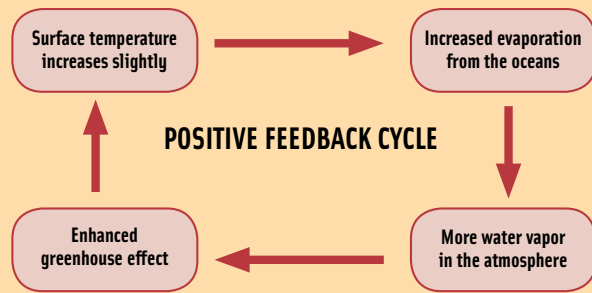 Surface temperature
increases slightly
Increased evaporation
from the oceans
POSITIVE FEEDBACK CYCLE
Enhanced
greenhouse effect
More water vapor
in the atmosphere